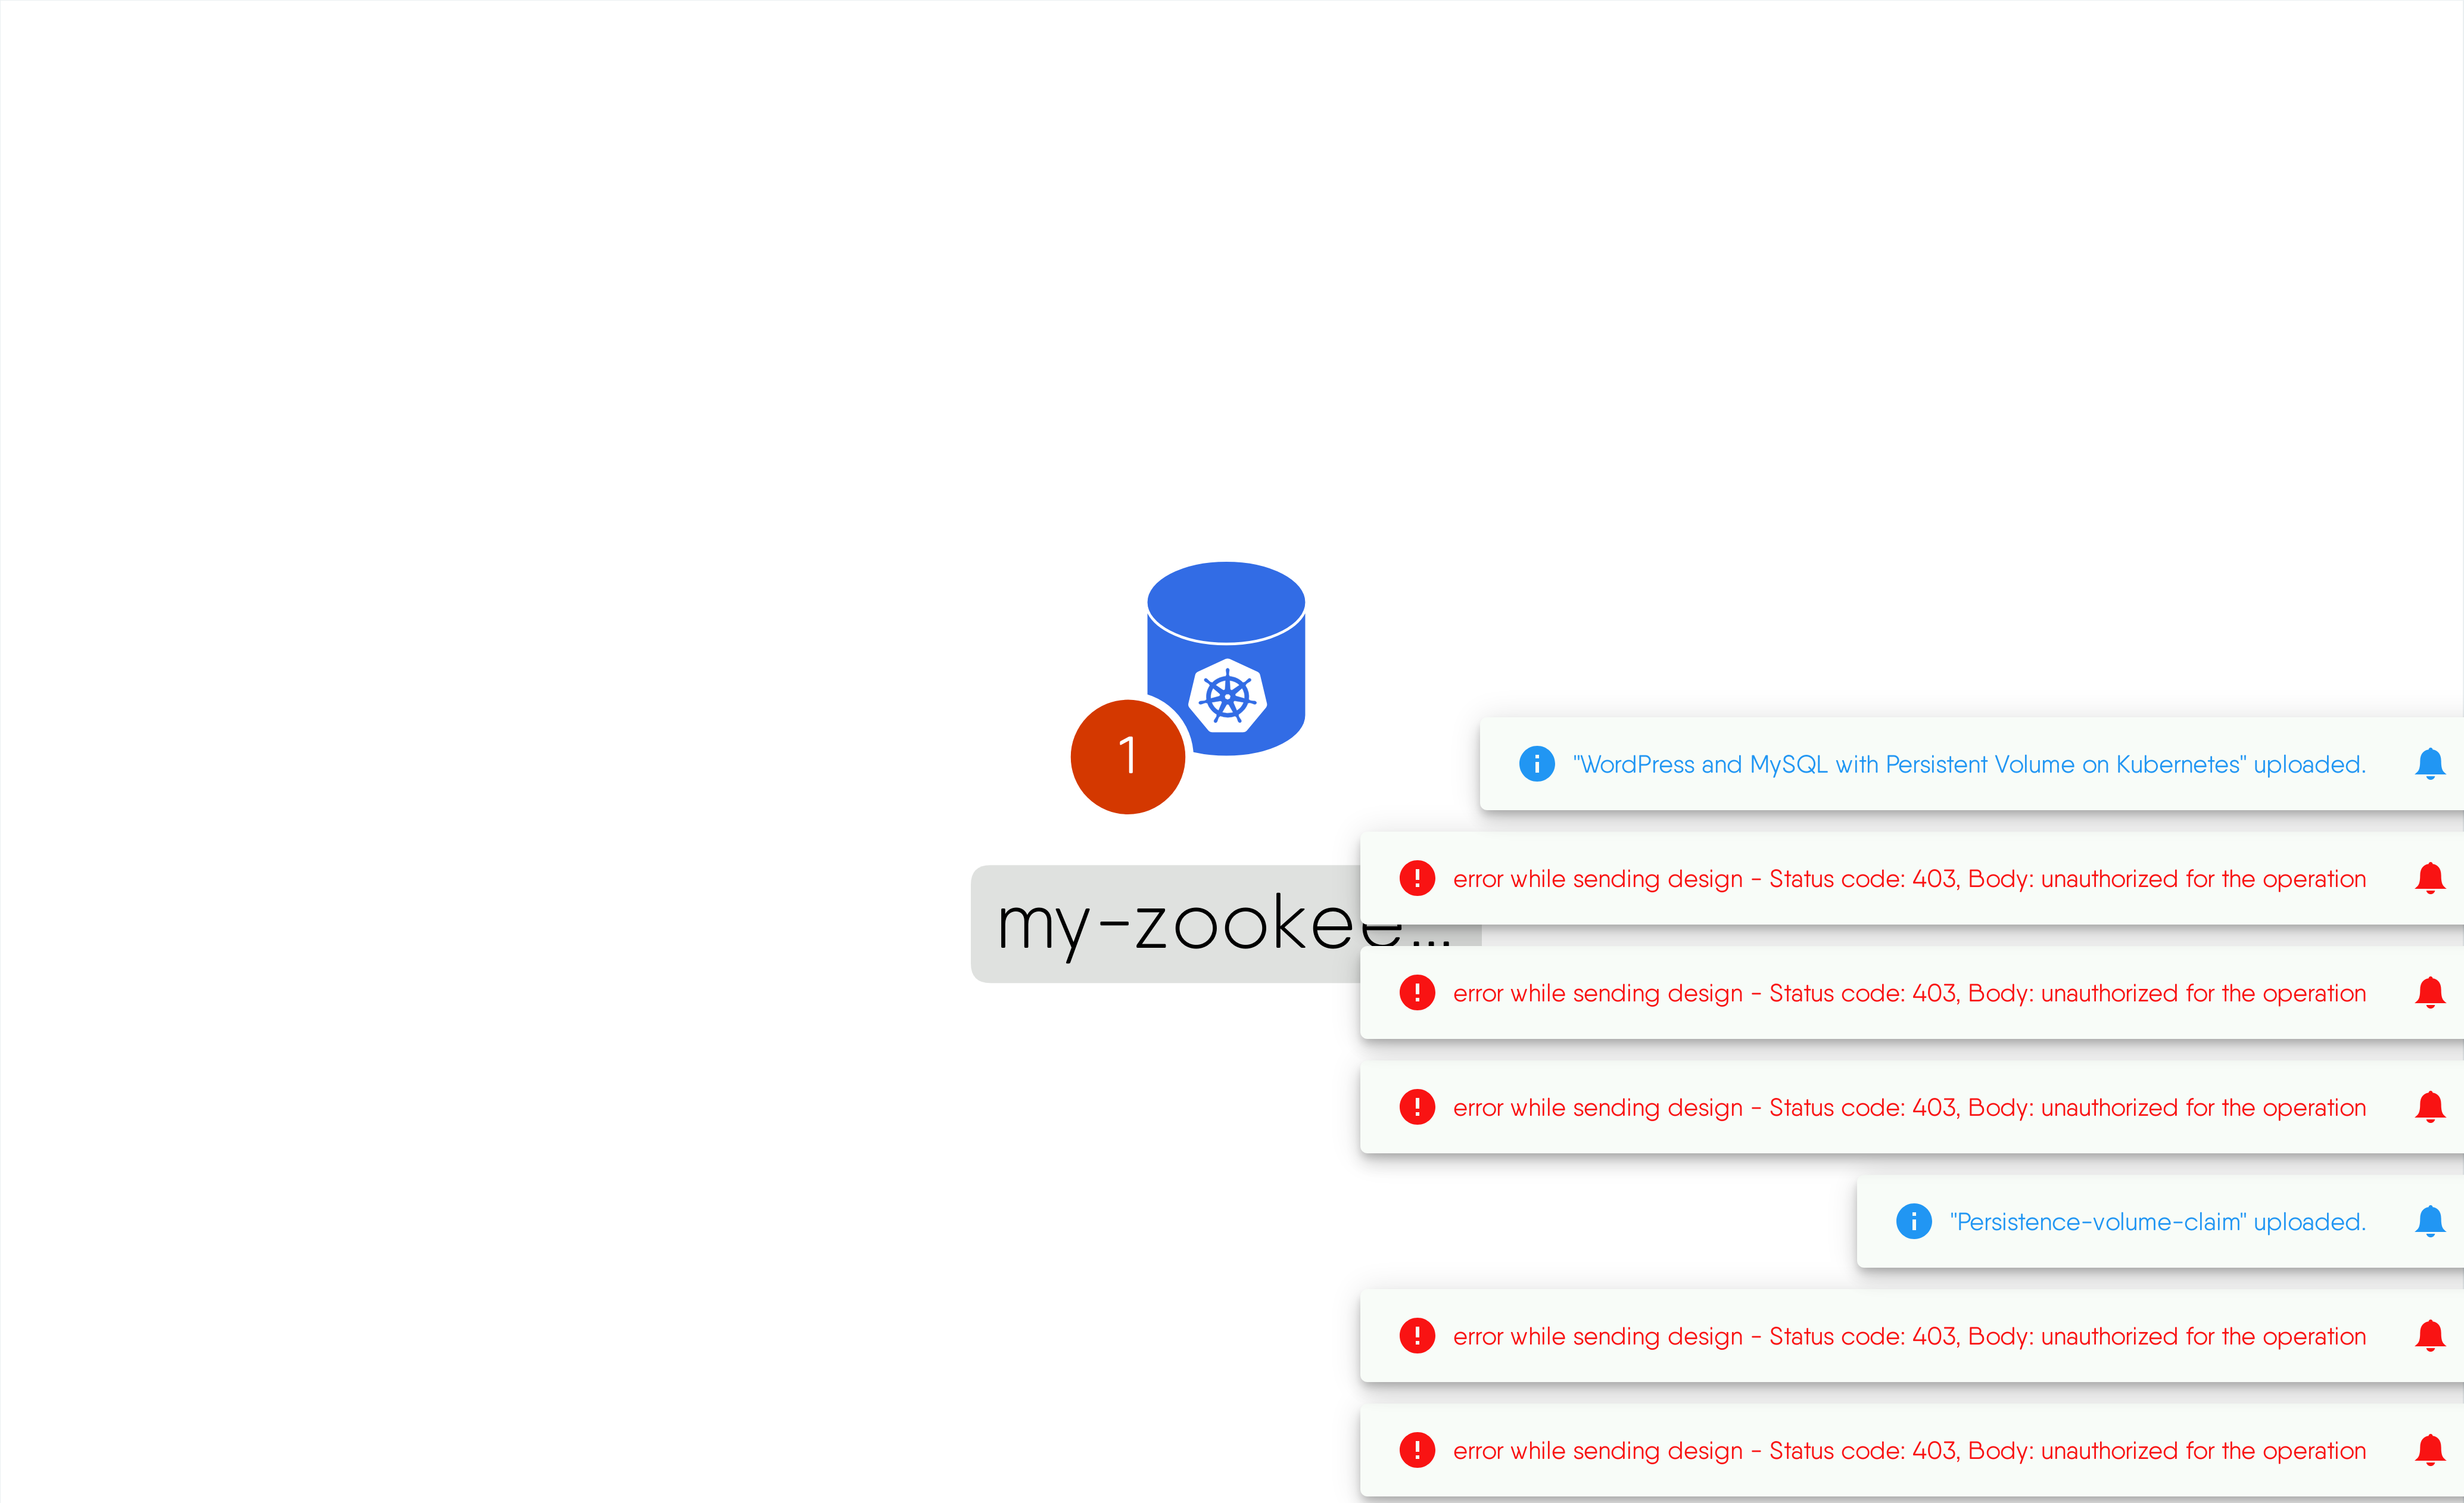 1
"WordPress and MySQL with Persistent Volume on Kubernetes" uploaded.
error while sending design - Status code: 403, Body: unauthorized for the operation
my-zookee...
error while sending design - Status code: 403, Body: unauthorized for the operation
error while sending design - Status code: 403, Body: unauthorized for the operation
"Persistence-volume-claim" uploaded.
error while sending design - Status code: 403, Body: unauthorized for the operation
error while sending design - Status code: 403, Body: unauthorized for the operation